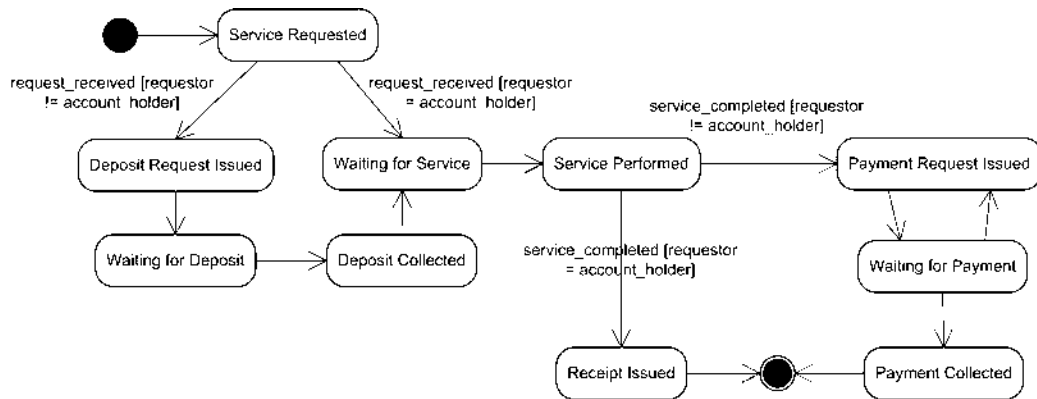 Service Requested
request_received [requestor
!= account_holder]
request_received [requestor
= account_holder]
service_completed [requestor
!= account_holder]
Deposit Request Issued
Waiting for Service
Service Performed
Payment Request Issued
Waiting for Deposit
Deposit Collected
service_completed [requestor
= account_holder]
Waiting for Payment
Receipt Issued
Payment Collected